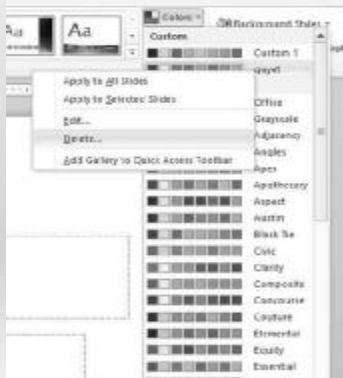 Aa
Aa
Colors
Background Styles
Custom
Custom 1
Apply to All Slides
Apply to Selected Slides
Edit...
Delete...
Add Gallery to Quick Access Toolbar
Office
Grayscale
Adjacency
Angles
Apex
Apothecary
Aspect
Austin
Black Tie
Civic
Clarity
Composite
Concourse
Couture
Elemental
Equity
Essential